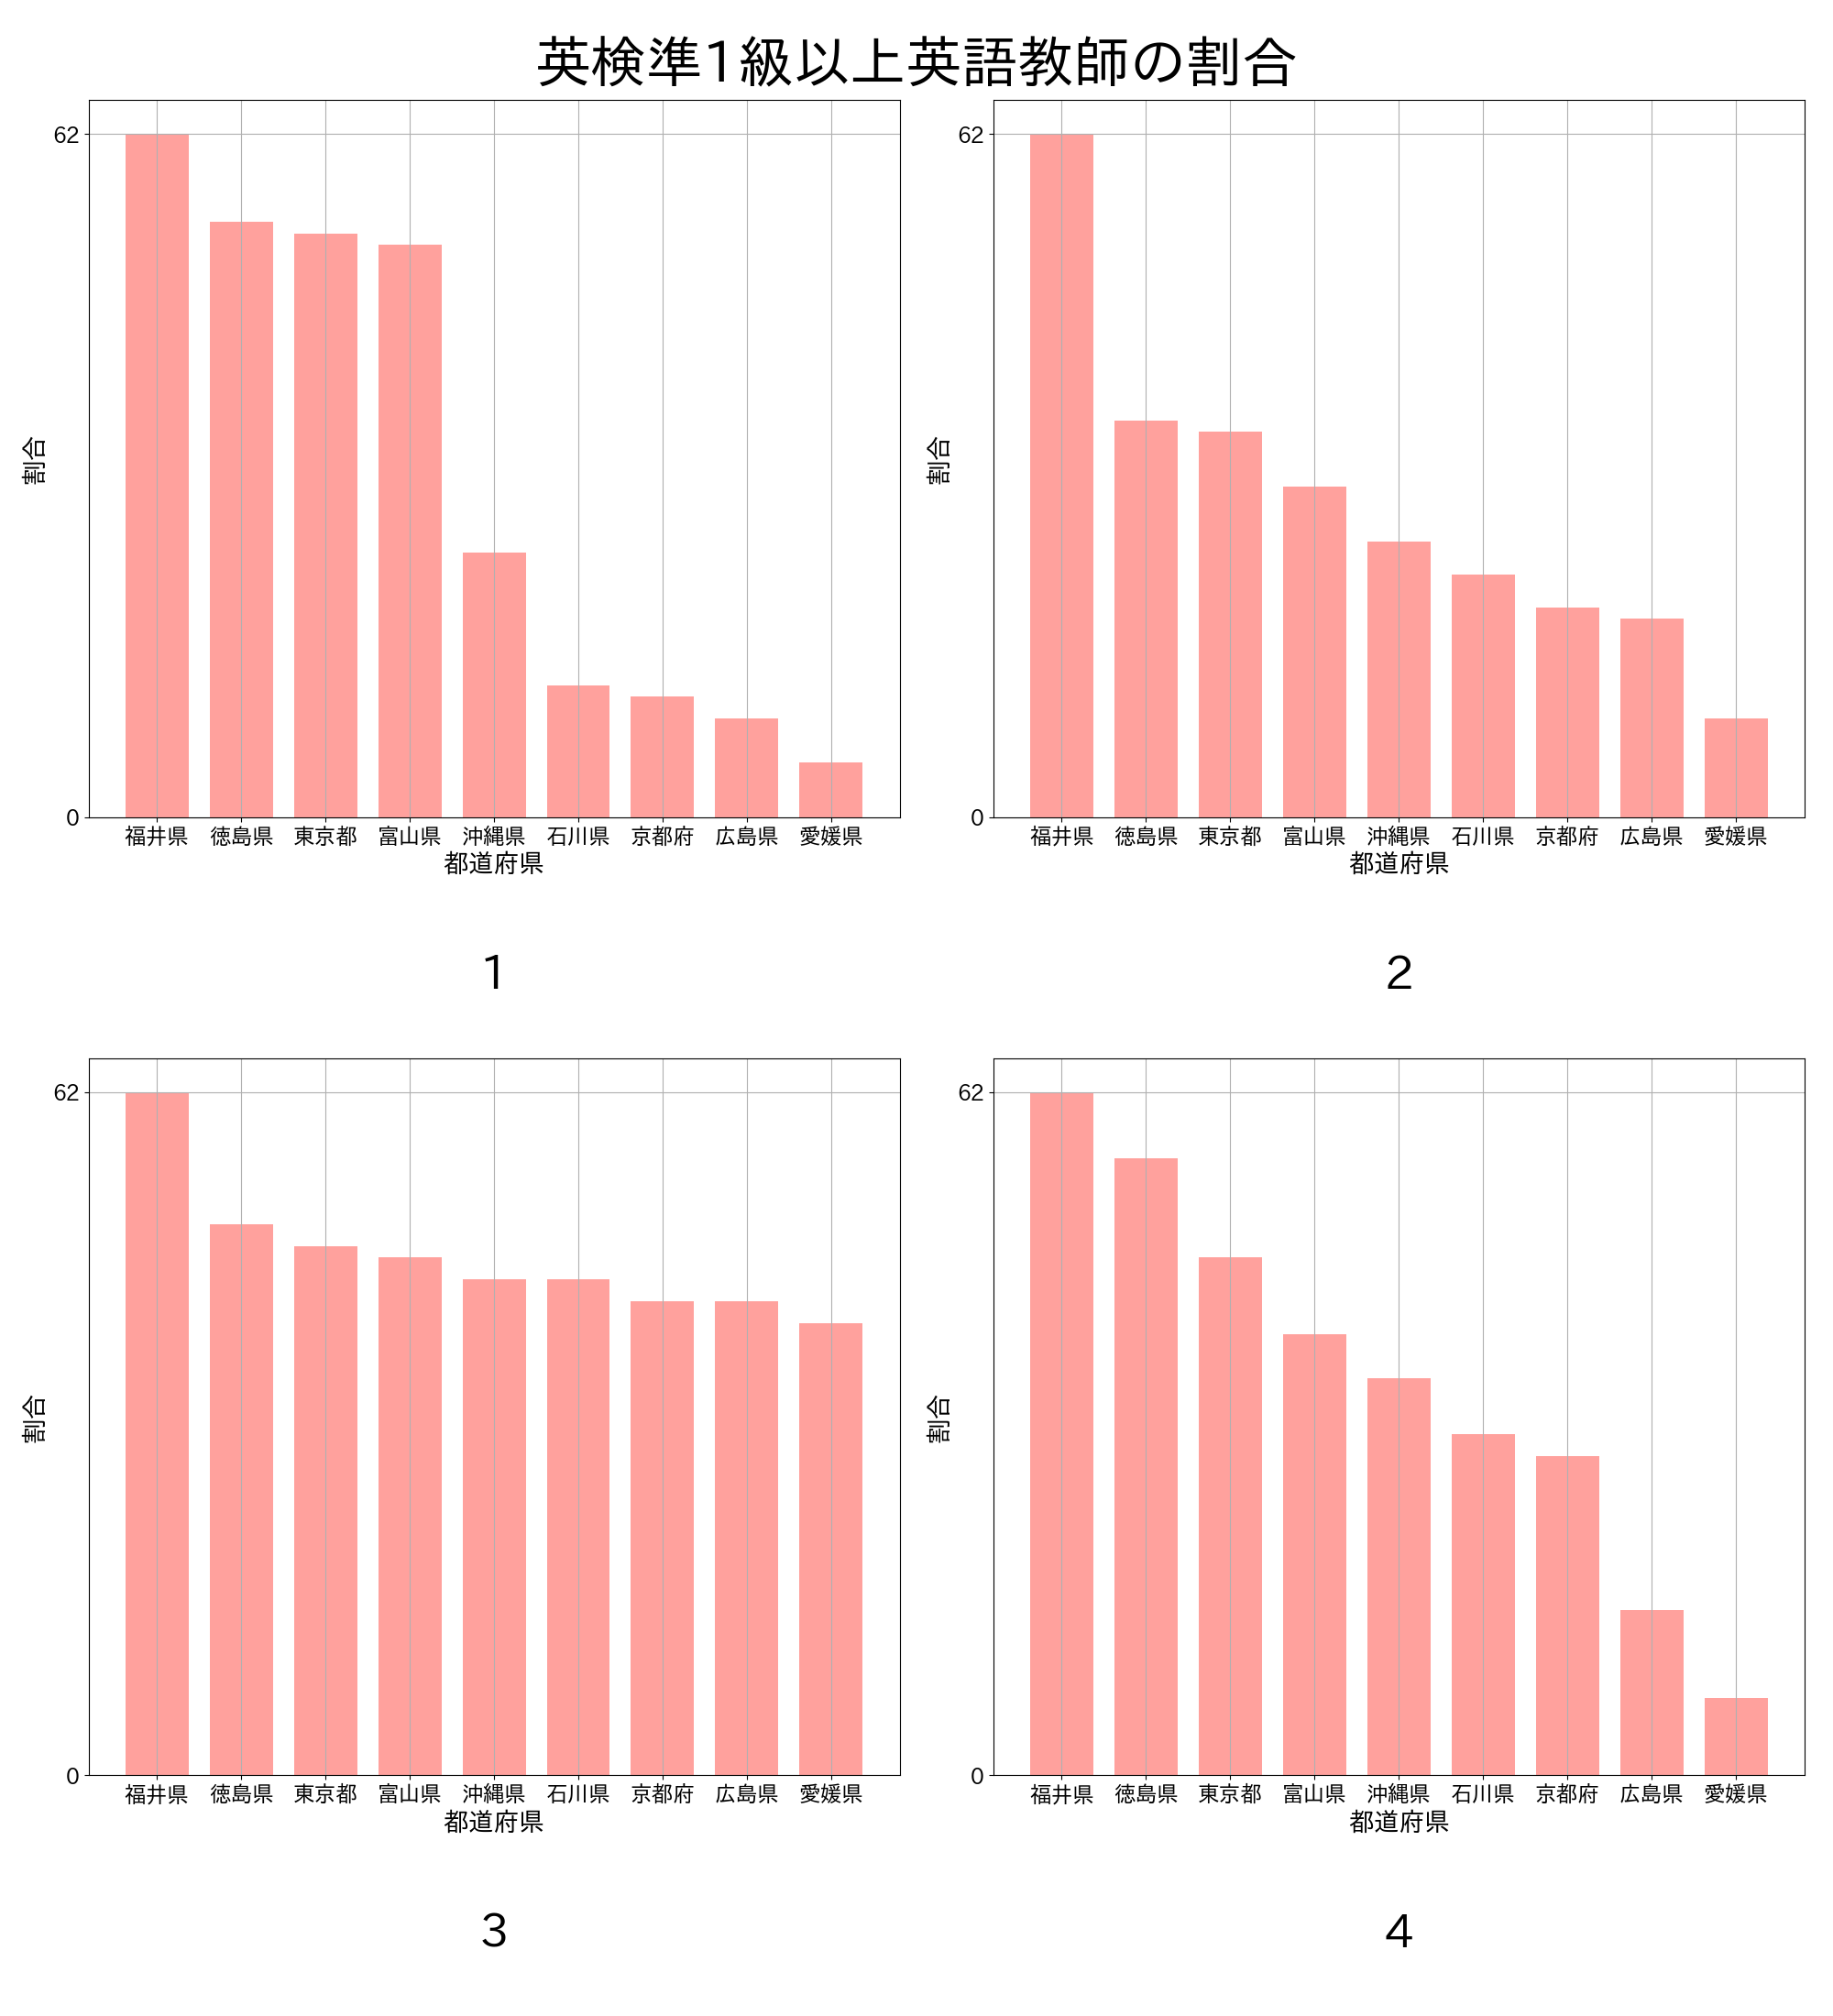 英検準1級以上英語教師の割合
62
0
割合
福井県 徳島県 東京都 富山県 沖縄県 石川県 京都府 広島県 愛媛県
都道府県
1
62
0
割合
福井県 徳島県 東京都 富山県 沖縄県 石川県 京都府 広島県 愛媛県
都道府県
2
62
0
割合
福井県 徳島県 東京都 富山県 沖縄県 石川県 京都府 広島県 愛媛県
都道府県
3
62
0
割合
福井県 徳島県 東京都 富山県 沖縄県 石川県 京都府 広島県 愛媛県
都道府県
4